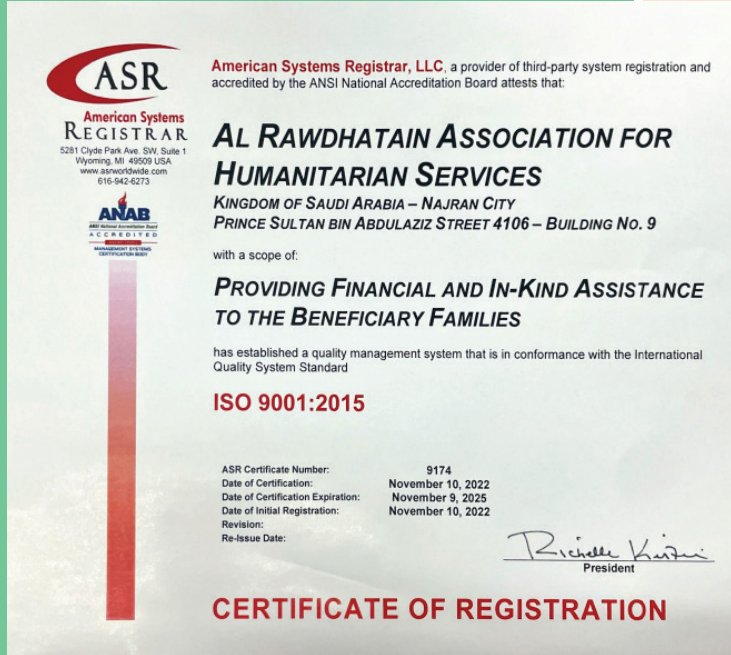 ASR
American Systems
REGISTRAR
5281 Clyde Park Ave. SW, Suite 1
Wyoming, MI 49509 USA
www.asrworldwide.com
616-942-6273
ANAB
ANSI National Accreditation Board
ACCREDITED
MANAGEMENT SYSTEMS
CERTIFICATION BODY
American Systems Registrar, LLC, a provider of third-party system registration and
accredited by the ANSI National Accreditation Board attests that:
AL RAWDHATAIN ASSOCIATION FOR
HUMANITARIAN SERVICES
KINGDOM OF SAUDI ARABIA – NAJRAN CITY
PRINCE SULTAN BIN ABDULAZIZ STREET 4106 – BUILDING NO. 9
with a scope of:
PROVIDING FINANCIAL AND IN-KIND ASSISTANCE
TO THE BENEFICIARY FAMILIES
has established a quality management system that is in conformance with the International
Quality System Standard
ISO 9001:2015
ASR Certificate Number: 9174
Date of Certification: November 10, 2022
Date of Certification Expiration: November 9, 2025
Date of Initial Registration: November 10, 2022
Revision:
Re-Issue Date:
President
CERTIFICATE OF REGISTRATION